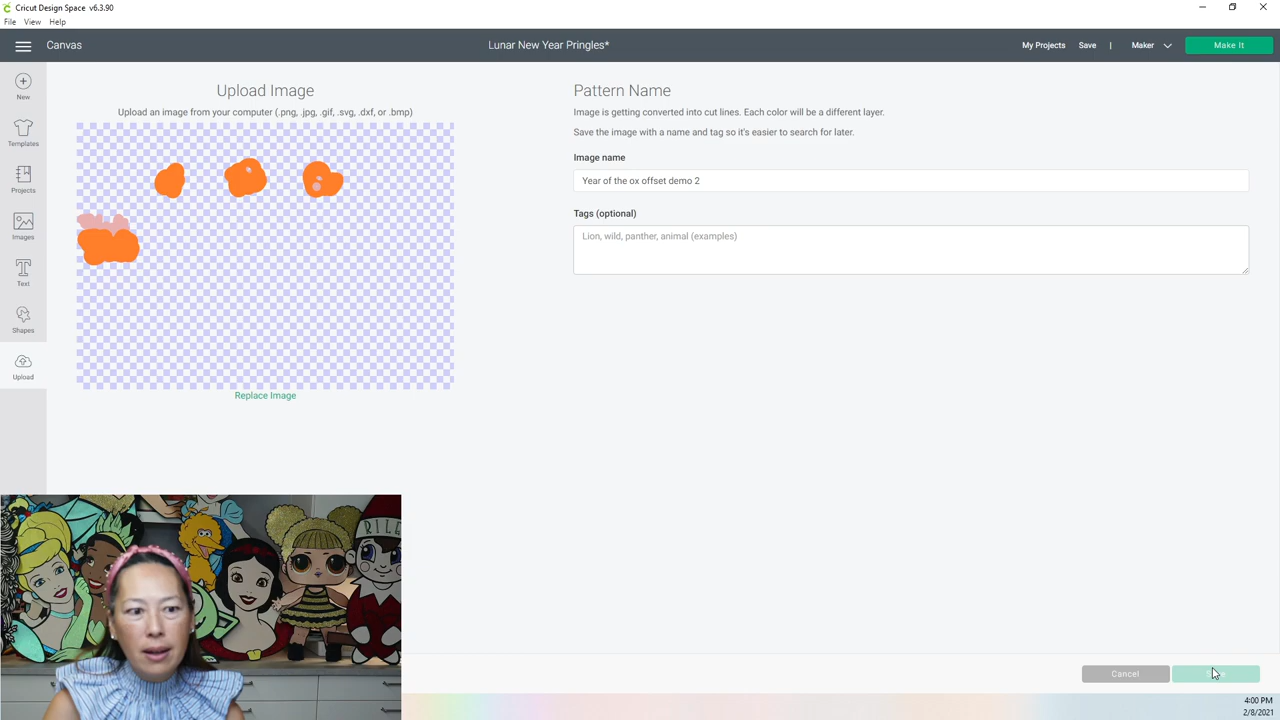 Cricut Design Space v6.3.90
File View Help
Canvas
Lunar New Year Pringles*
My Projects Save | Maker Make It
New
Templates
Projects
Images
Text
Shapes
Upload
Upload Image
Upload an image from your computer (.png, .jpg, .gif, .svg, .dxf, or .bmp)
Replace Image
Pattern Name
Image is getting converted into cut lines. Each color will be a different layer.
Save the image with a name and tag so it's easier to search for later.
Image name
Year of the ox offset demo 2
Tags (optional)
Lion, wild, panther, animal (examples)
RILE
Cancel
4:00 PM
2/8/2021